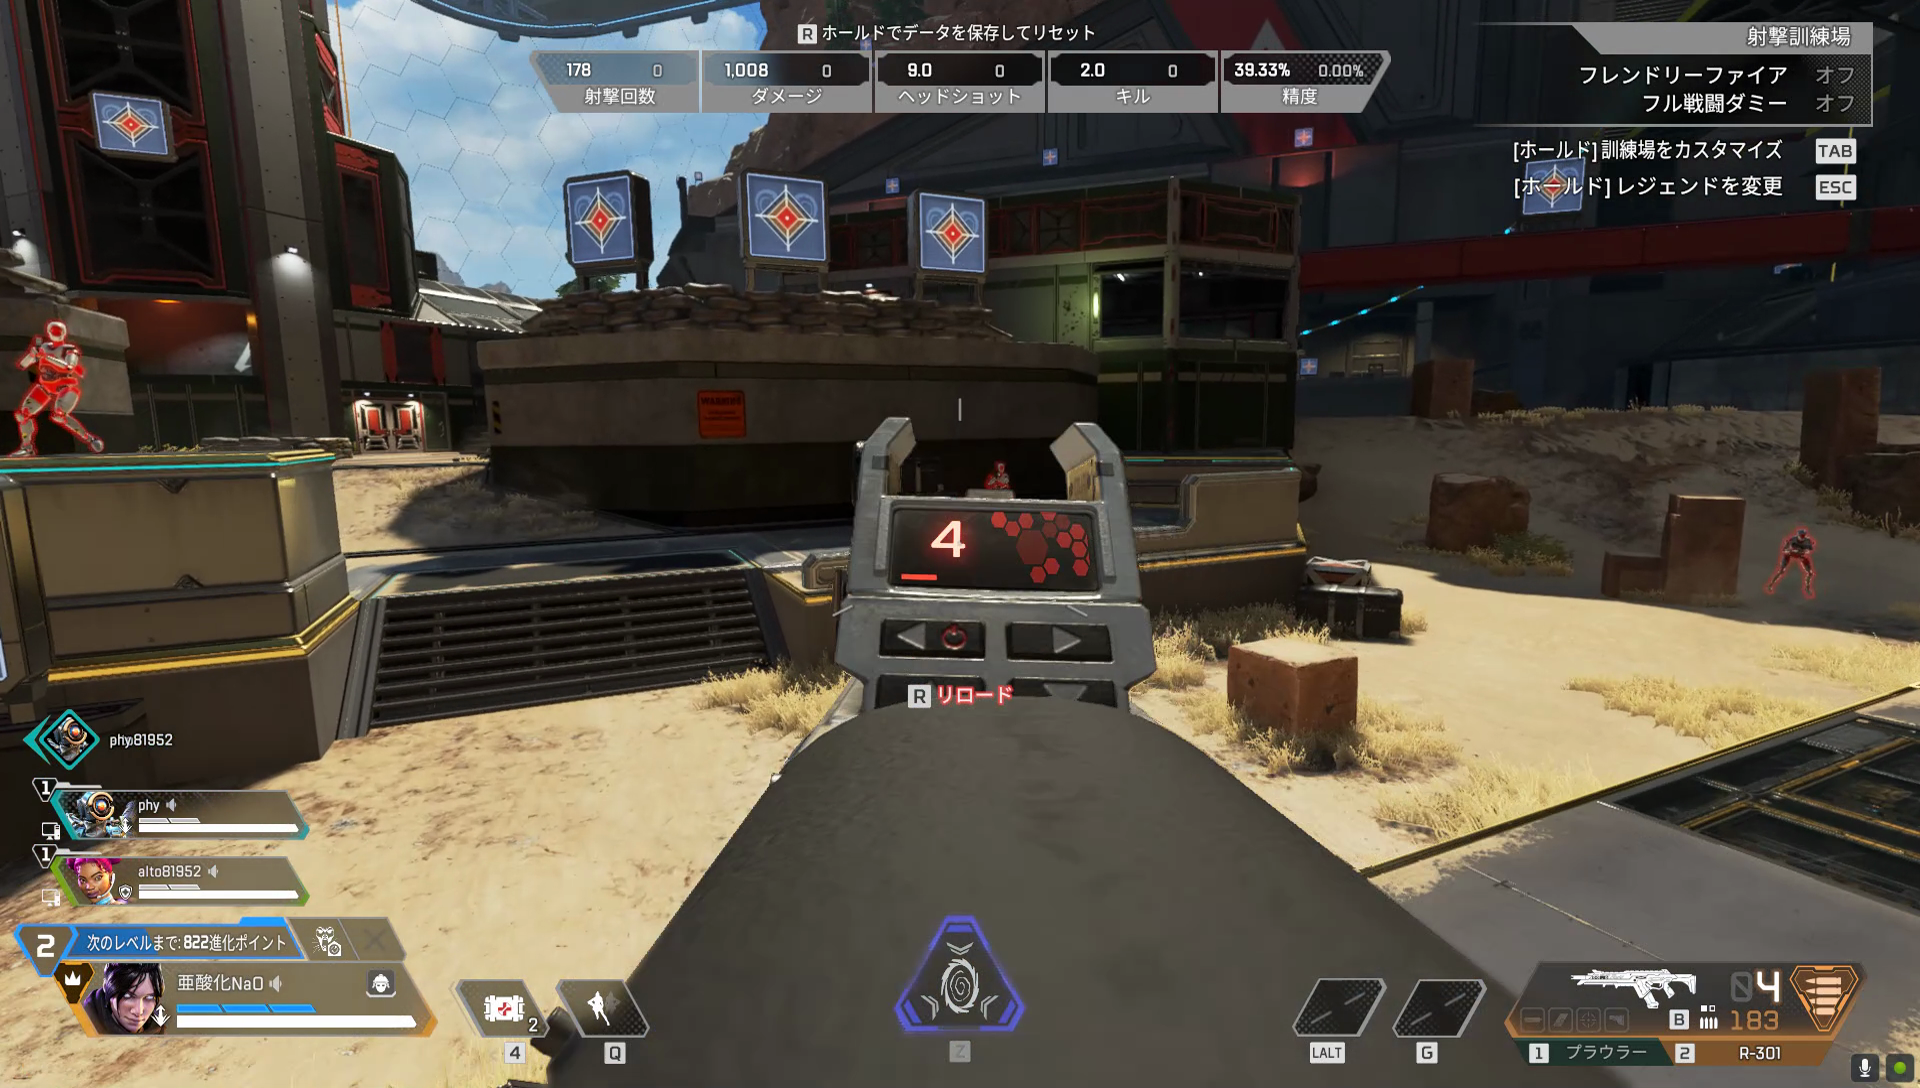 R ホールドでデータを保存してリセット
178 0
射撃回数
1,008 0
ダメージ
9.0 0
ヘッドショット
2.0 0
キル
39.33% 0.00%
精度
射撃訓練場
フレンドリーファイア オフ
フル戦闘ダミー オフ
[ホールド]訓練場をカスタマイズ TAB
[ホールド]レジェンドを変更 ESC
WARNING
4
R リロード
phy81952
1
phy
1
alto81952
2 次のレベルまで:822進化ポイント
亜酸化NaO
2
4
Q
Z
LALT
G
04
B 183
1 プラウラー
2 R-301